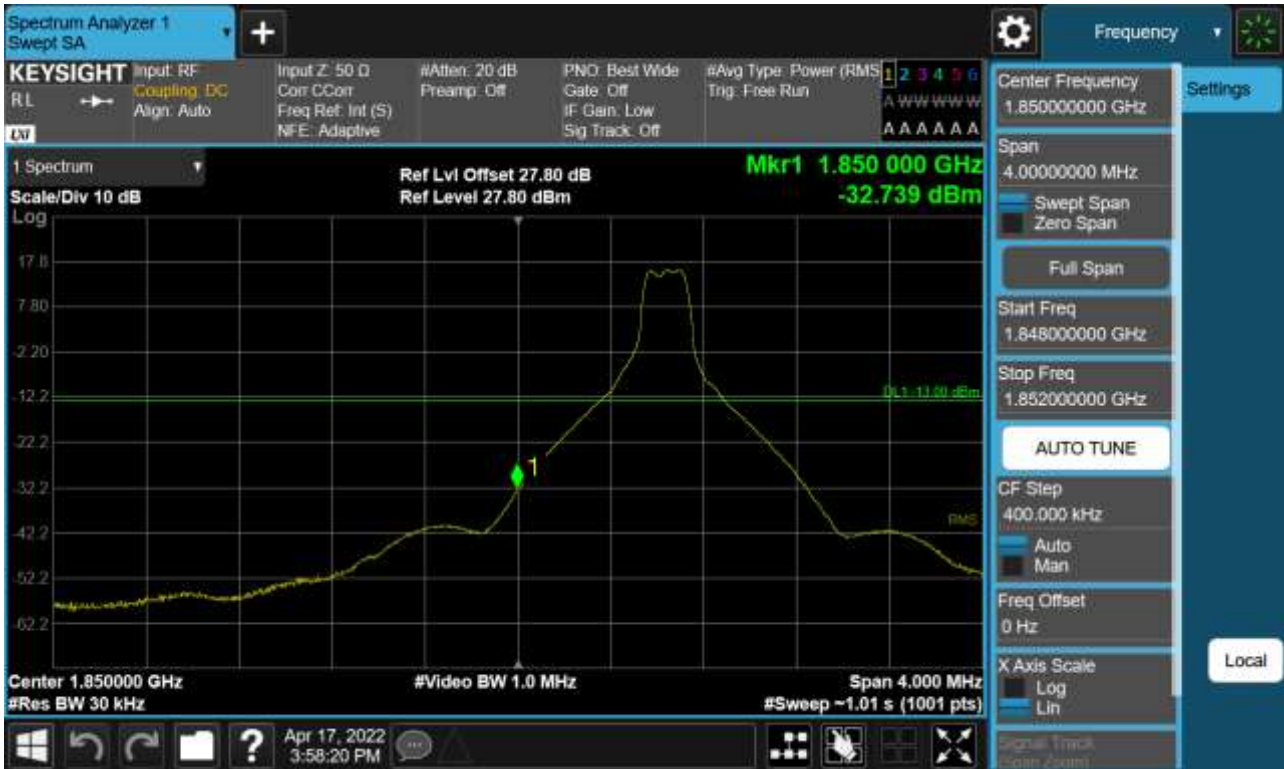 Spectrum Analyzer 1
Swept SA
+
Frequency
KEYSIGHT
RL
LXI
Input: RF
Coupling: DC
Align: Auto
Input Z: 50 Ω
Corr CCorr
Freq Ref: Int (S)
NFE: Adaptive
#Atten: 20 dB
Preamp: Off
PNO: Best Wide
Gate: Off
IF Gain: Low
Sig Track: Off
#Avg Type: Power (RMS
Trig: Free Run
1 2 3 4 5 6
A W W W W W
A A A A A A
1 Spectrum
Scale/Div 10 dB
Log
Ref Lvl Offset 27.80 dB
Ref Level 27.80 dBm
Mkr1 1.850 000 GHz
-32.739 dBm
17.8
7.80
-2.20
-12.2
-22.2
-32.2
-42.2
-52.2
-62.2
DL1 -13.00 dBm
1
RMS
Center 1.850000 GHz
#Res BW 30 kHz
#Video BW 1.0 MHz
Span 4.000 MHz
#Sweep ~1.01 s (1001 pts)
Center Frequency
1.850000000 GHz
Settings
Span
4.00000000 MHz
Swept Span
Zero Span
Full Span
Start Freq
1.848000000 GHz
Stop Freq
1.852000000 GHz
AUTO TUNE
CF Step
400.000 kHz
Auto
Man
Freq Offset
0 Hz
X Axis Scale
Log
Lin
Local
Signal Track
(Span Zoom)
?
Apr 17, 2022
3:58:20 PM